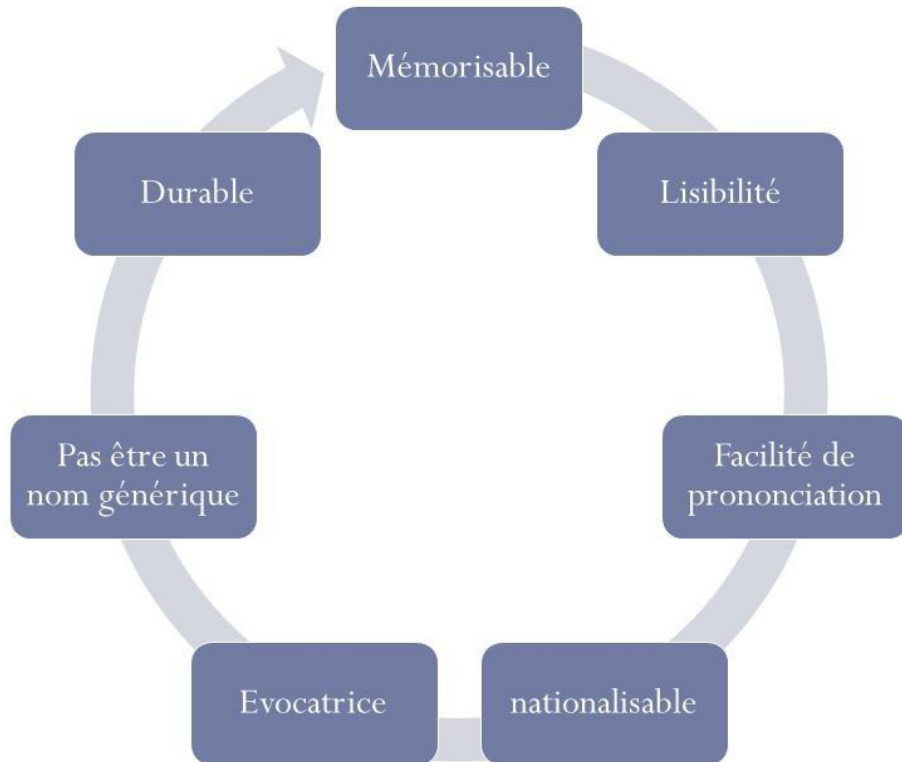 Mémorisable
Lisibilité
Facilité de
prononciation
nationalisable
Evocatrice
Pas être un
nom générique
Durable